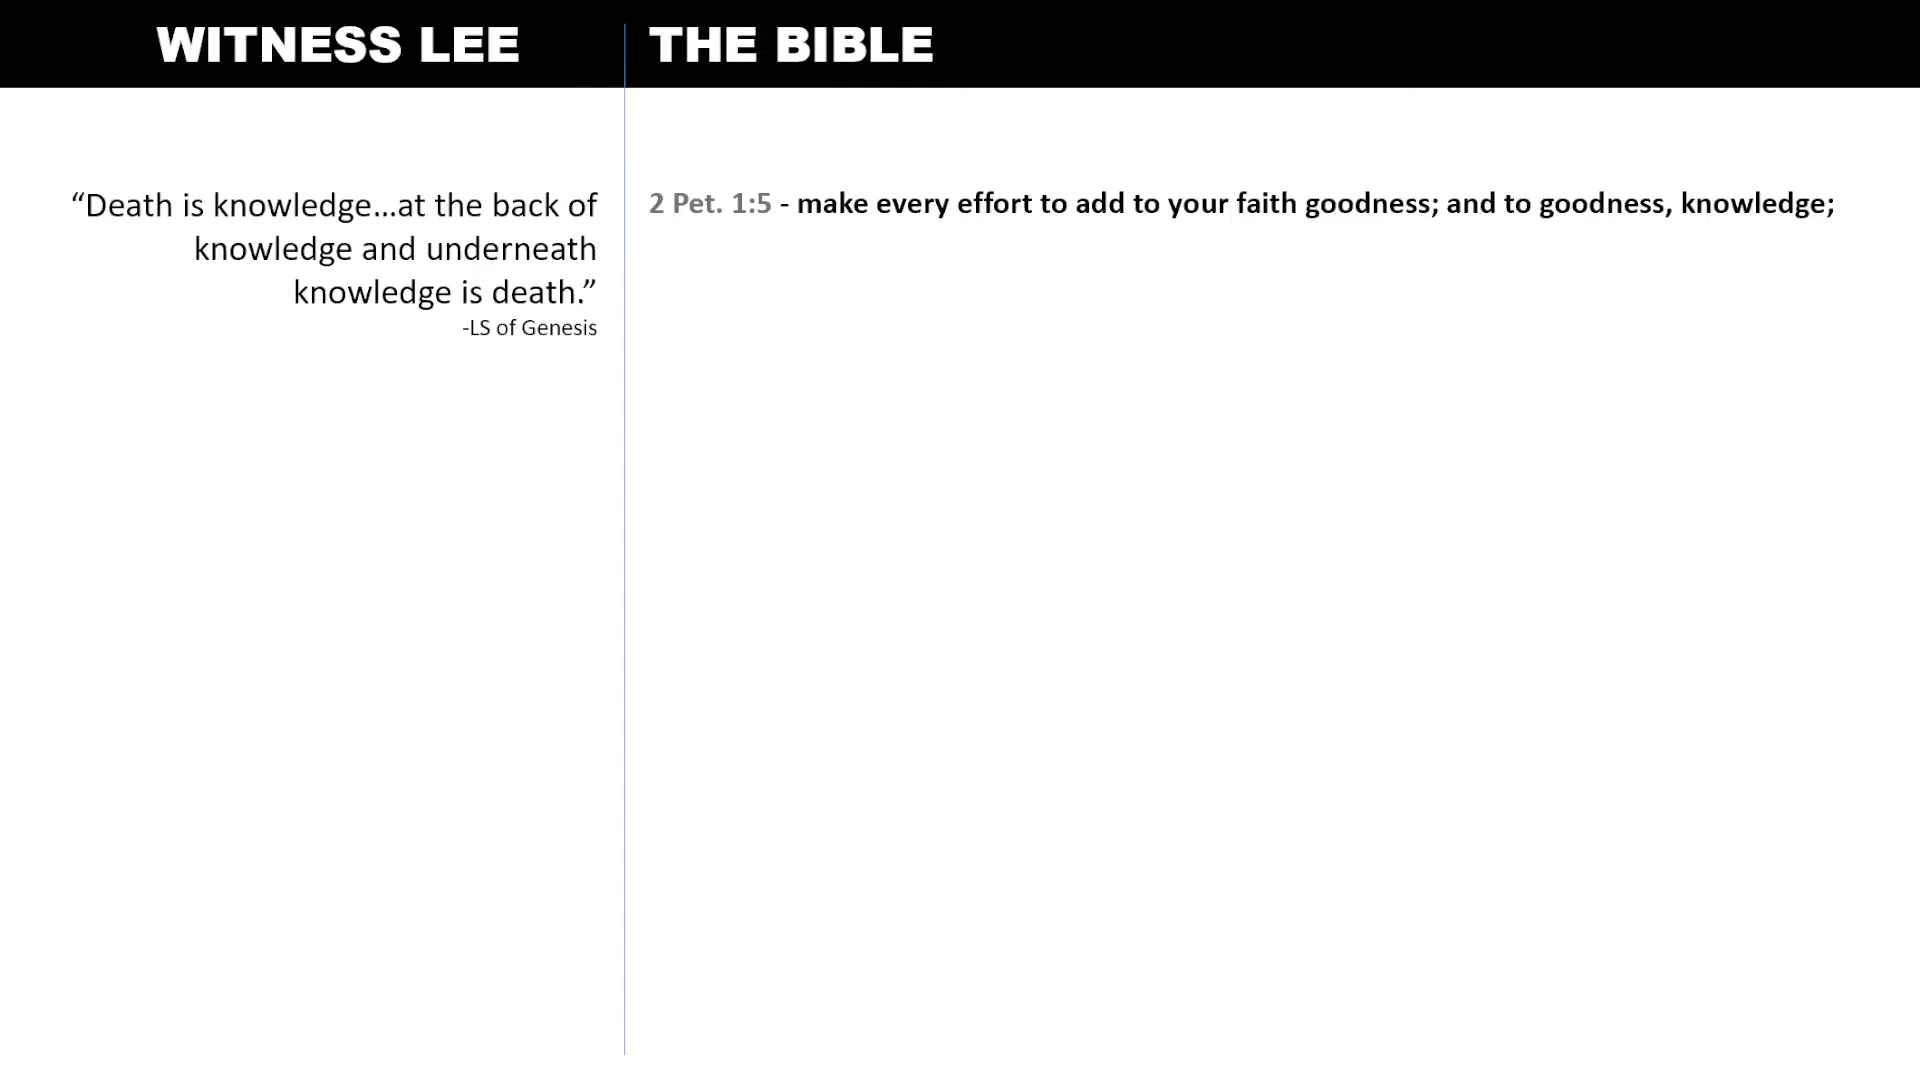 WITNESS LEE
THE BIBLE
“Death is knowledge...at the back of
knowledge and underneath
knowledge is death.”
-LS of Genesis
2 Pet. 1:5 - make every effort to add to your faith goodness; and to goodness, knowledge;